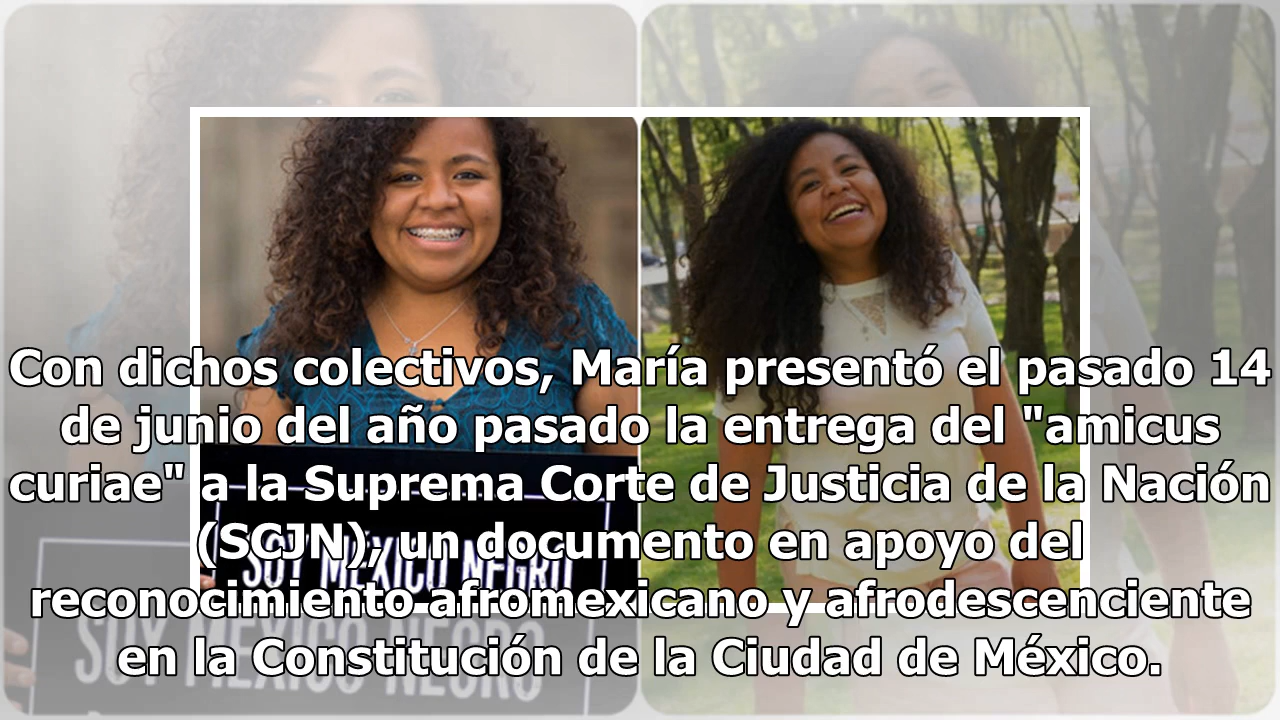 Con dichos colectivos, María presentó el pasado 14
de junio del año pasado la entrega del "amicus
curiae" a la Suprema Corte de Justicia de la Nación
(SCJN), un documento en apoyo del
reconocimiento afromexicano y afrodescenciente
en la Constitución de la Ciudad de México.
SOY MÉXICO NEGRO
SOY MÉXICO NEGRO